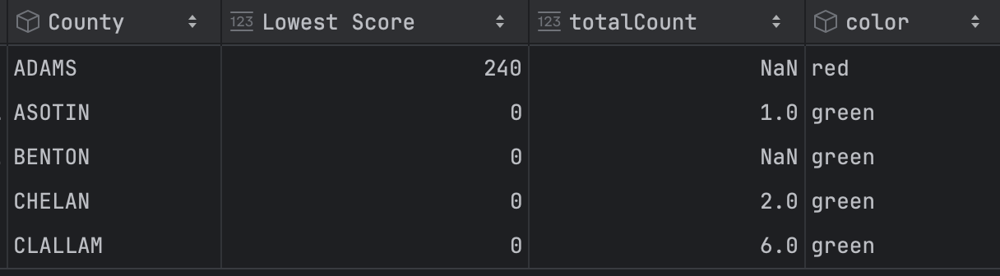 County 123 Lowest Score 123 totalCount color
ADAMS 240 NaN red
ASOTIN 0 1.0 green
BENTON 0 NaN green
CHELAN 0 2.0 green
CLALLAM 0 6.0 green